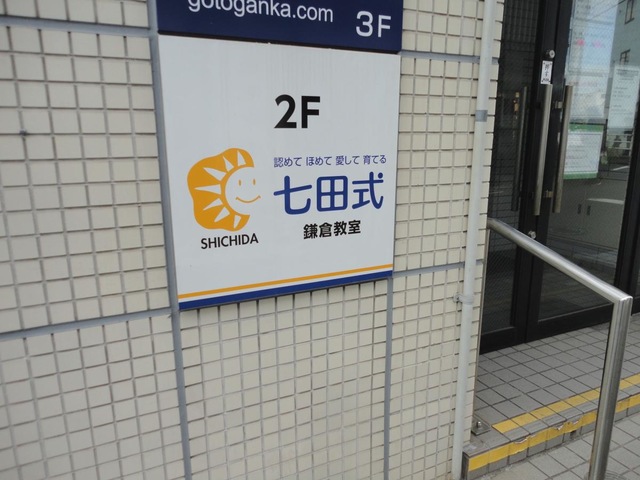 gotoganka.com
3F
2F
認めて ほめて 愛して 育てる
七田式
SHICHIDA
鎌倉教室